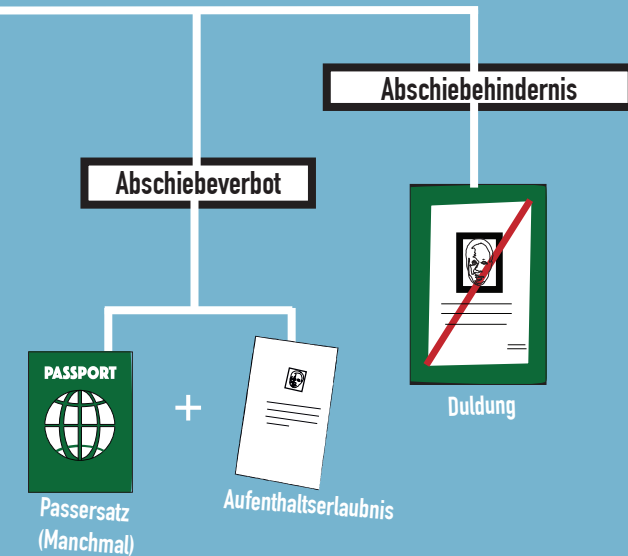 Abschiebehindernis
Abschiebeverbot
PASSPORT
+
Duldung
Passersatz
(Manchmal)
Aufenthaltserlaubnis